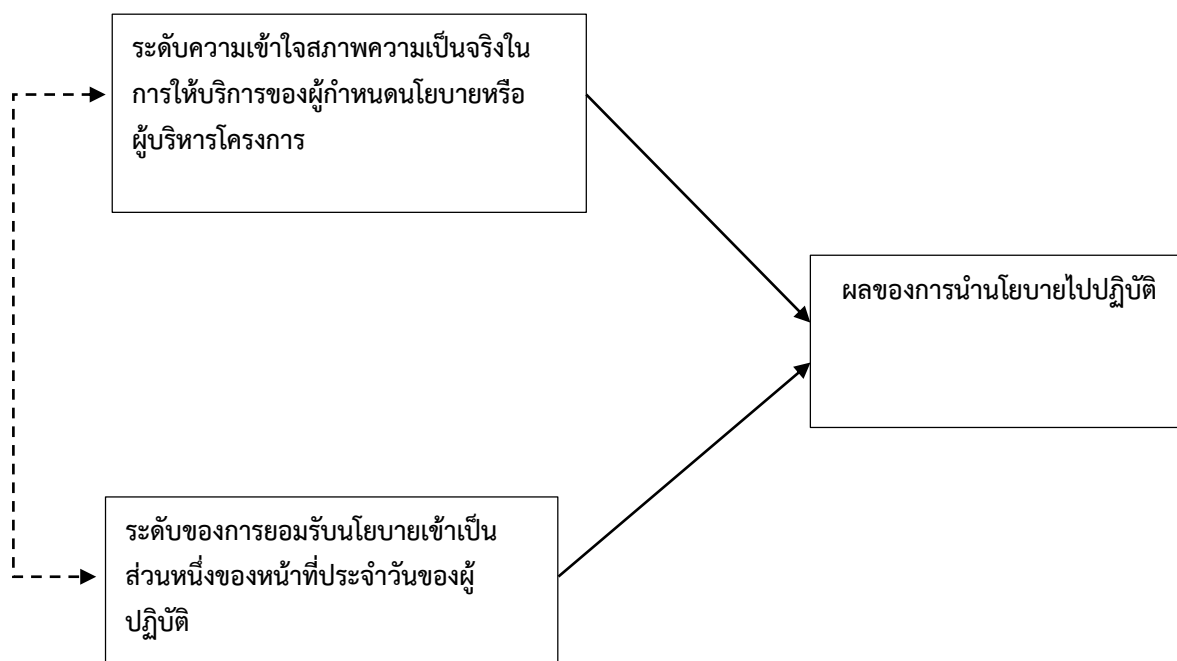 ระดับความเข้าใจสภาพความเป็นจริงใน
การให้บริการของผู้กำหนดนโยบายหรือ
ผู้บริหารโครงการ
ผลของการนำนโยบายไปปฏิบัติ
ระดับของการยอมรับนโยบายเข้าเป็น
ส่วนหนึ่งของหน้าที่ประจำวันของผู้
ปฏิบัติ